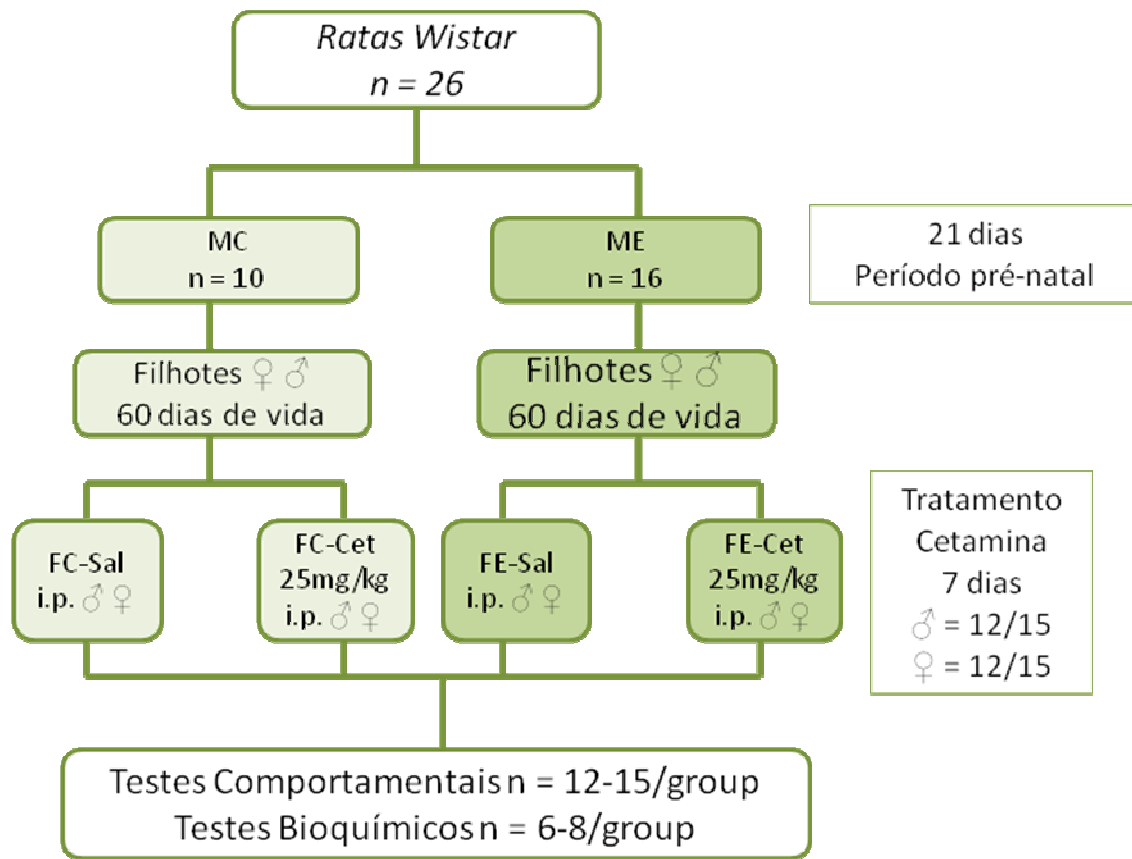 Ratas Wistar
n = 26
MC
n = 10
ME
n = 16
21 dias
Período pré-natal
Filhotes ♀ ♂
60 dias de vida
Filhotes ♀ ♂
60 dias de vida
FC-Sal
i.p. ♂ ♀
FC-Cet
25mg/kg
i.p. ♂ ♀
FE-Sal
i.p. ♂ ♀
FE-Cet
25mg/kg
i.p. ♂ ♀
Tratamento
Cetamina
7 dias
♂ = 12/15
♀ = 12/15
Testes Comportamentais n = 12-15/group
Testes Bioquímicos n = 6-8/group